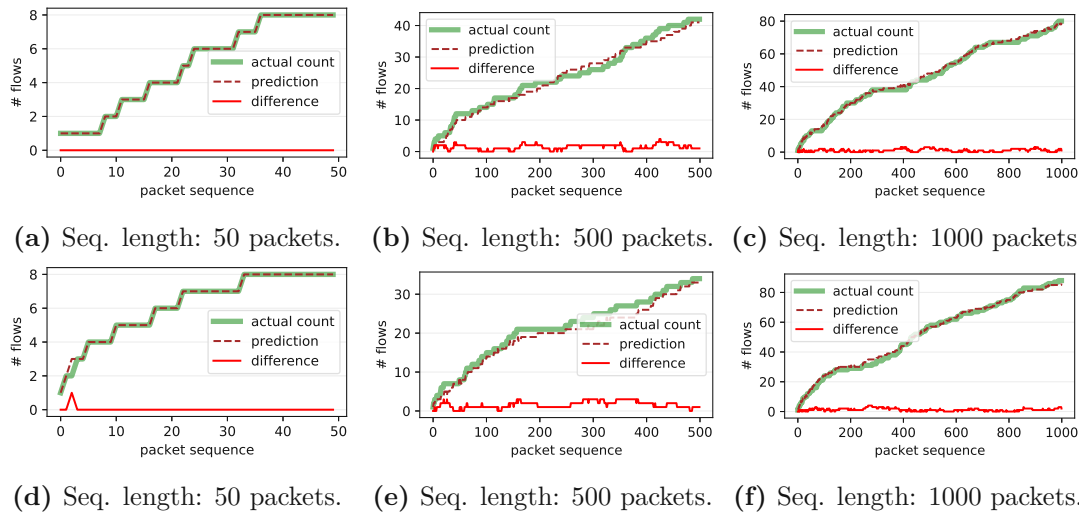 8
6
4
2
0
# flows
actual count
prediction
difference
0 10 20 30 40 50
packet sequence
(a) Seq. length: 50 packets.
40
30
20
10
0
# flows
actual count
prediction
difference
0 100 200 300 400 500
packet sequence
(b) Seq. length: 500 packets.
80
60
40
20
0
# flows
actual count
prediction
difference
0 200 400 600 800 1000
packet sequence
(c) Seq. length: 1000 packets
8
6
4
2
0
# flows
actual count
prediction
difference
0 10 20 30 40 50
packet sequence
(d) Seq. length: 50 packets.
30
20
10
0
# flows
actual count
prediction
difference
0 100 200 300 400 500
packet sequence
(e) Seq. length: 500 packets.
80
60
40
20
0
# flows
actual count
prediction
difference
0 200 400 600 800 1000
packet sequence
(f) Seq. length: 1000 packets.